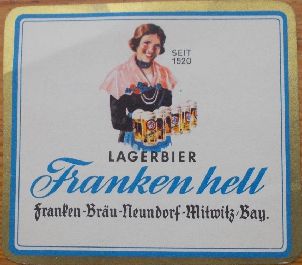 SEIT
1520
LAGERBIER
Franken hell
Franken-Bräu-Neundorf-Mitwitz/Bay.